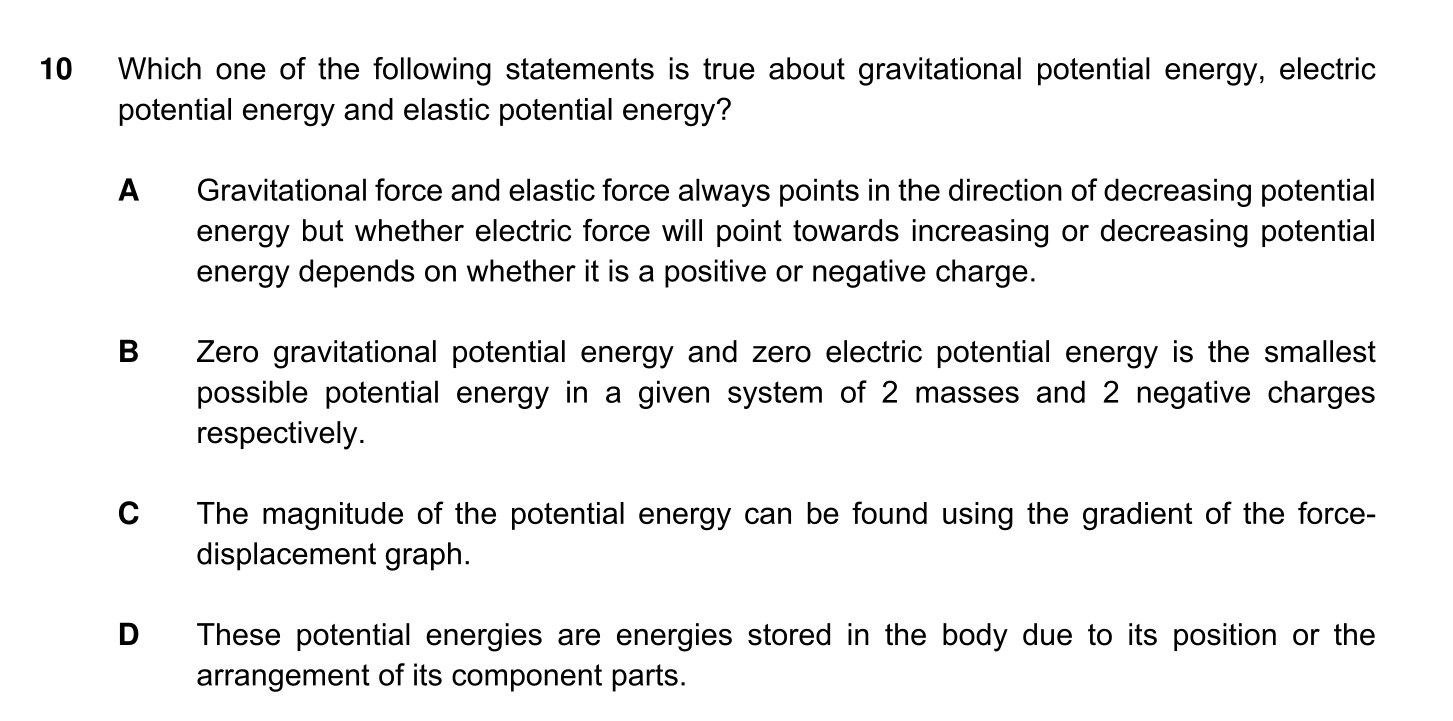 10 Which one of the following statements is true about gravitational potential energy, electric
potential energy and elastic potential energy?
A Gravitational force and elastic force always points in the direction of decreasing potential
energy but whether electric force will point towards increasing or decreasing potential
energy depends on whether it is a positive or negative charge.
B Zero gravitational potential energy and zero electric potential energy is the smallest
possible potential energy in a given system of 2 masses and 2 negative charges
respectively.
C The magnitude of the potential energy can be found using the gradient of the force-
displacement graph.
D These potential energies are energies stored in the body due to its position or the
arrangement of its component parts.